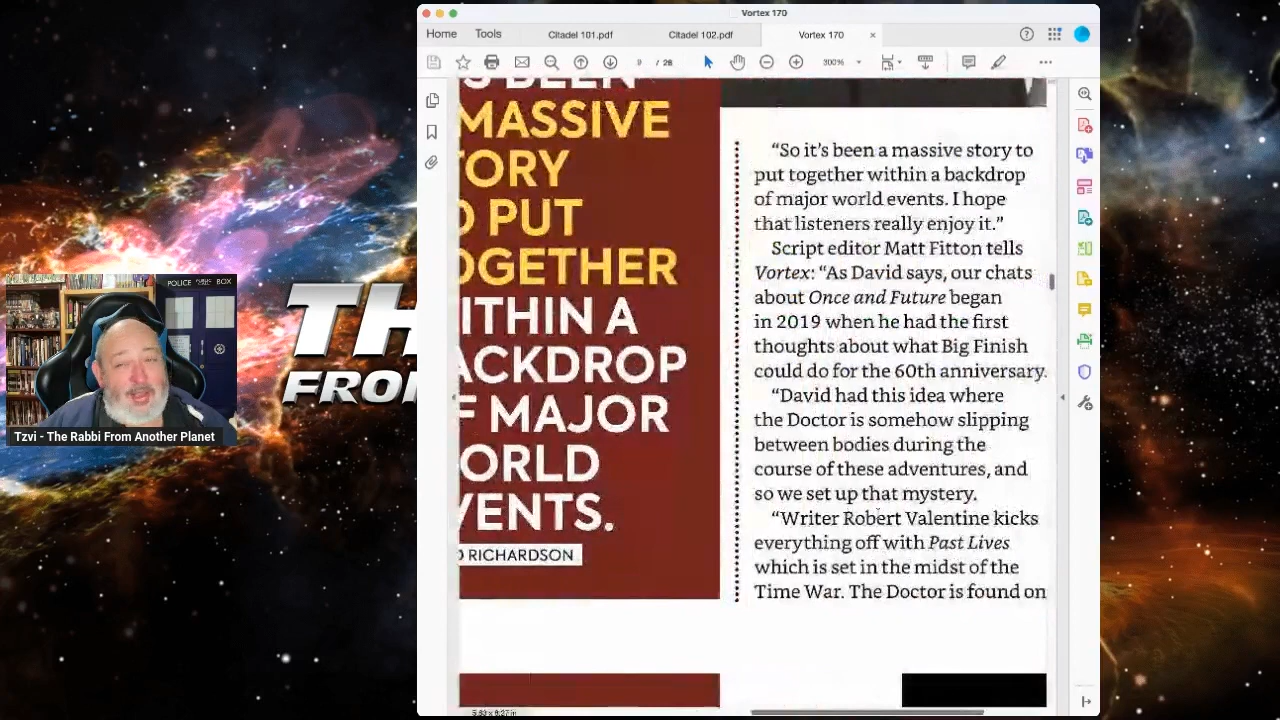 Vortex 170
Home
Tools
Citadel 101.pdf
Citadel 102.pdf
Vortex 170
9 / 28
300%
MASSIVE
TORY
O PUT
OGETHER
ITHIN A
ACKDROP
F MAJOR
ORLD
VENTS.
D RICHARDSON
“So it’s been a massive story to
put together within a backdrop
of major world events. I hope
that listeners really enjoy it.”
Script editor Matt Fitton tells
Vortex: “As David says, our chats
about Once and Future began
in 2019 when he had the first
thoughts about what Big Finish
could do for the 60th anniversary.
“David had this idea where
the Doctor is somehow slipping
between bodies during the
course of these adventures, and
so we set up that mystery.
“Writer Robert Valentine kicks
everything off with Past Lives
which is set in the midst of the
Time War. The Doctor is found on
POLICE PUBLIC BOX
TH
FROM
Tzvi - The Rabbi From Another Planet